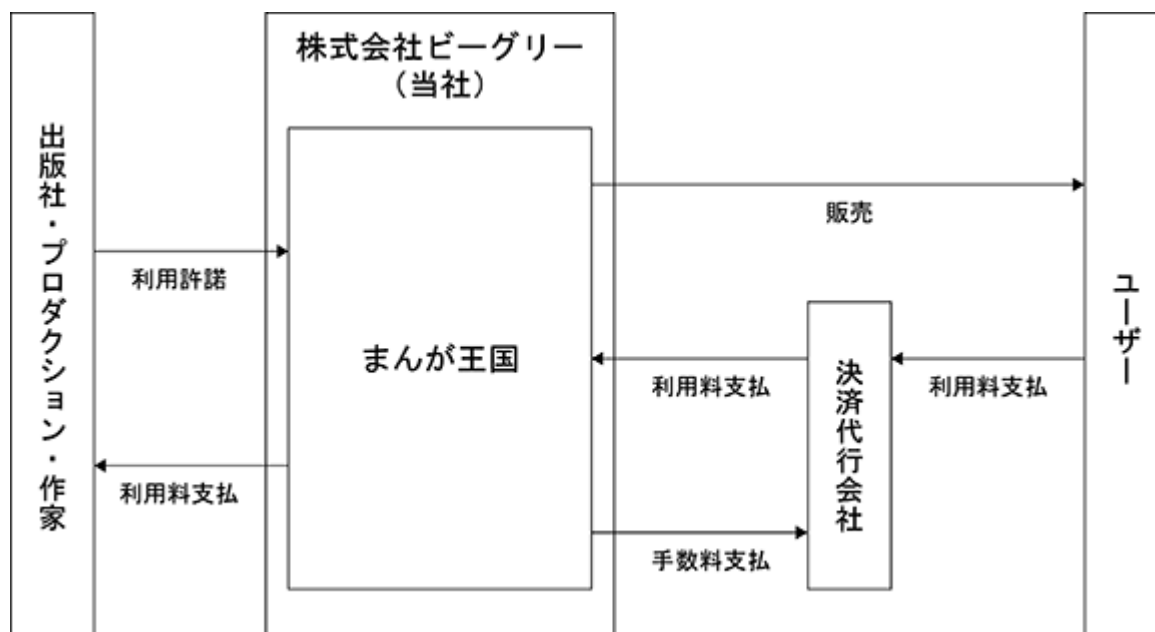 株式会社ビーグリー
（当社）
出版社・プロダクション・作家
利用許諾
利用料支払
まんが王国
販売
利用料支払
手数料支払
決済代行会社
利用料支払
ユーザー